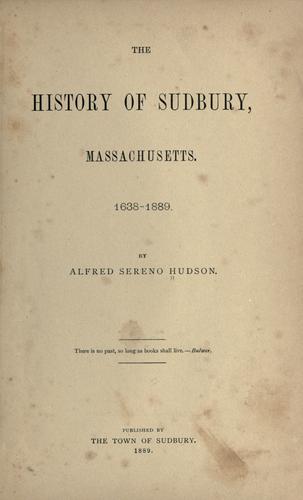 THE
HISTORY OF SUDBURY,
MASSACHUSETTS.
1638-1889.
BY
ALFRED SERENO HUDSON.
There is no past, so long as books shall live.—Bulwer.
PUBLISHED BY
THE TOWN OF SUDBURY.
1889.